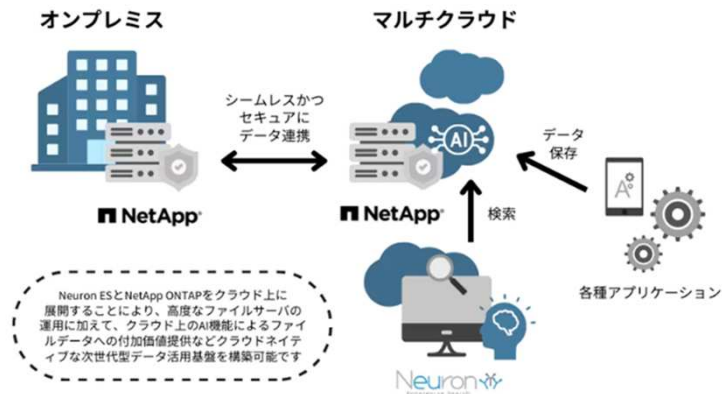 オンプレミス
マルチクラウド
シームレスかつ
セキュアに
データ連携
AI
データ
保存
A
NetApp
NetApp
検索
各種アプリケーション
Neuron ESとNetApp ONTAPをクラウド上に
展開することにより、高度なファイルサーバの
運用に加えて、クラウド上のAI機能によるファイ
ルデータへの付加価値提供などクラウドネイティ
ブな次世代型データ活用基盤を構築可能です
Neuron